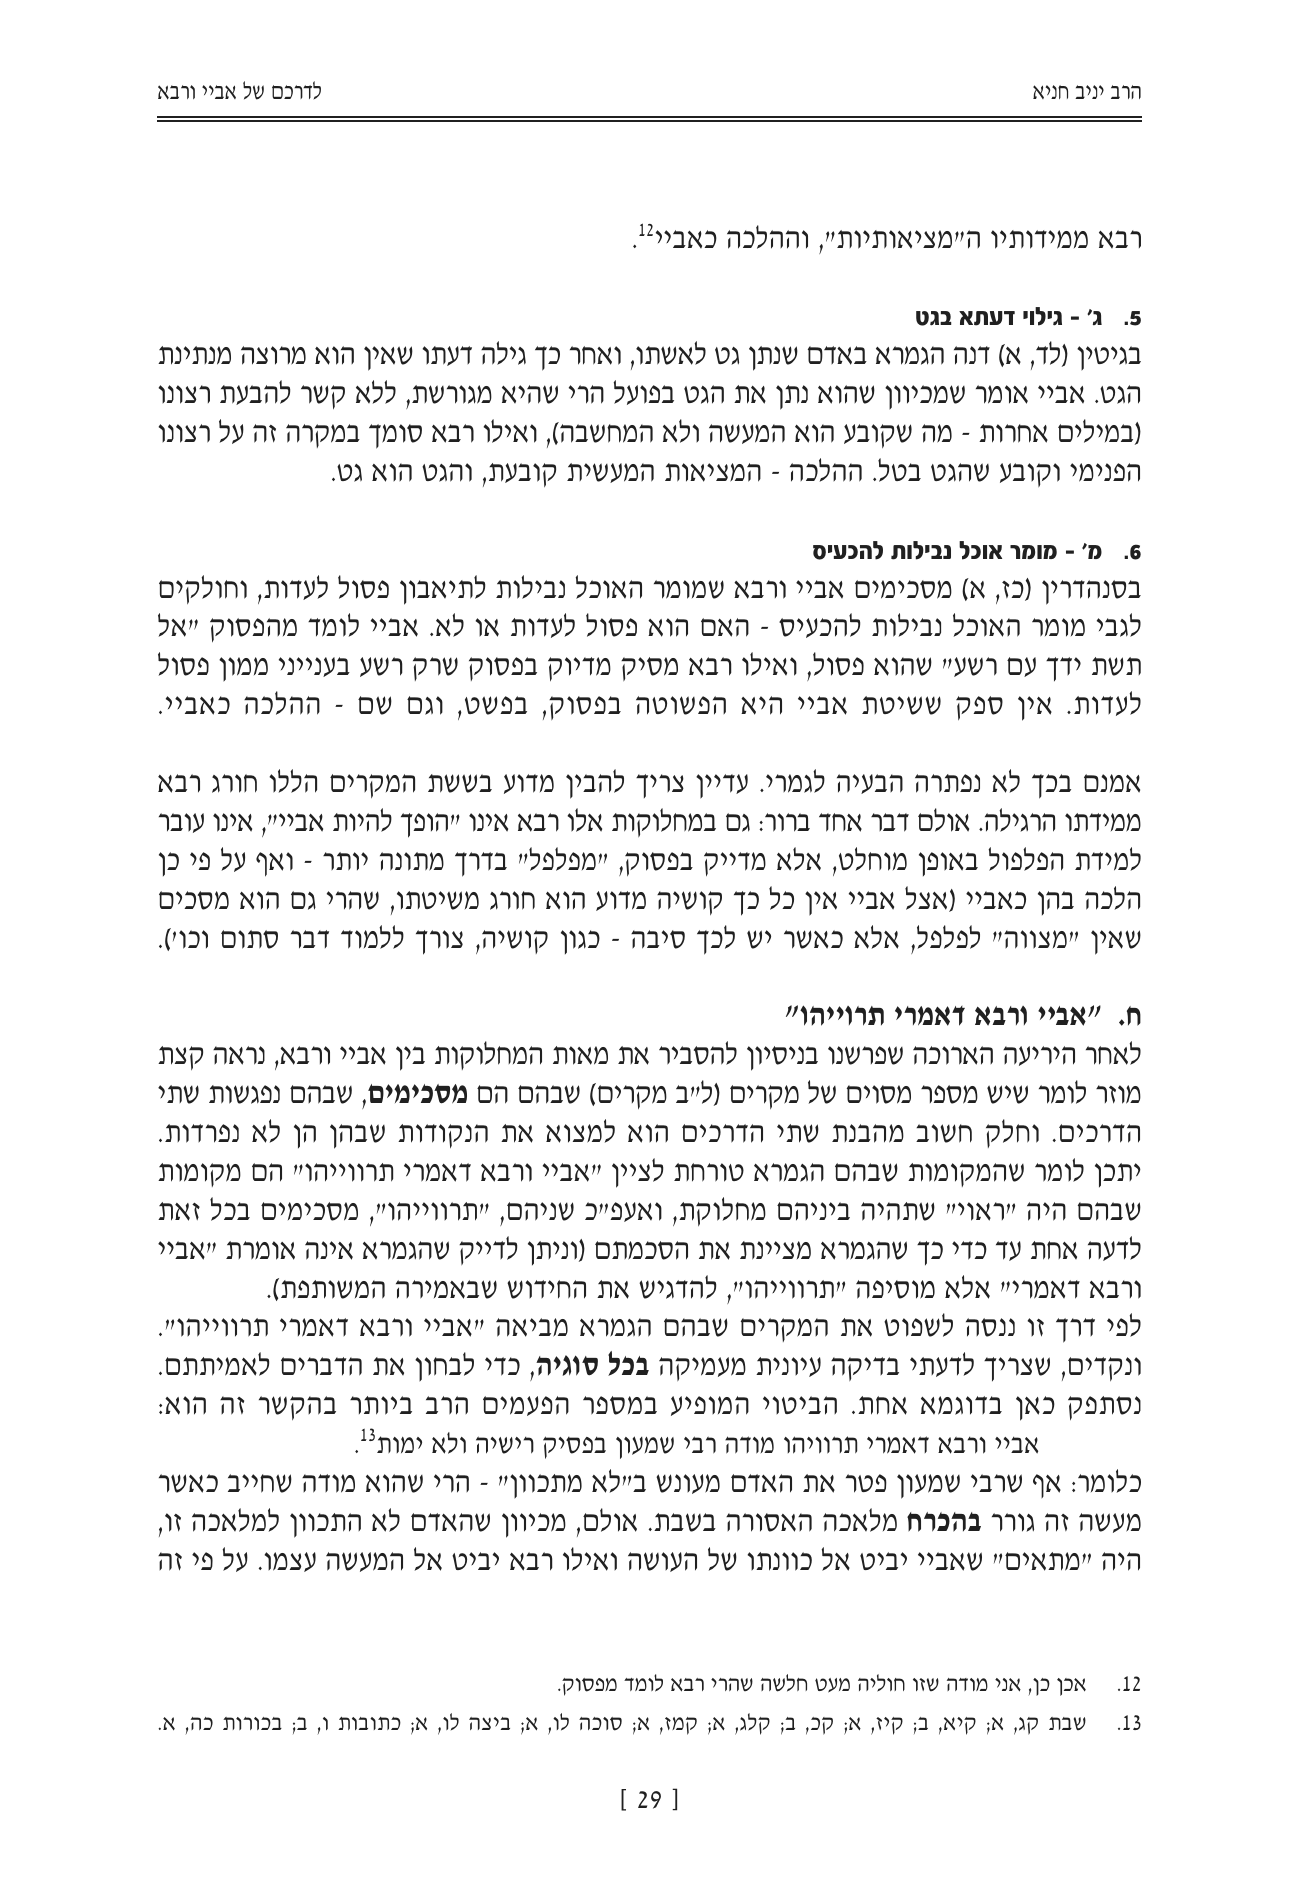 הרב יניב חניא
לדרכם של אביי ורבא
רבא ממידותיו ה"מציאותיות", וההלכה כאביי12.
5. ג' - גילוי דעתא בגט
בגיטין (לד, א) דנה הגמרא באדם שנתן גט לאשתו, ואחר כך גילה דעתו שאין הוא מרוצה מנתינת
הגט. אביי אומר שמכיוון שהוא נתן את הגט בפועל הרי שהיא מגורשת, ללא קשר להבעת רצונו
(במילים אחרות - מה שקובע הוא המעשה ולא המחשבה), ואילו רבא סומך במקרה זה על רצונו
הפנימי וקובע שהגט בטל. ההלכה - המציאות המעשית קובעת, והגט הוא גט.
6. מ' - מומר אוכל נבילות להכעיס
בסנהדרין (כז, א) מסכימים אביי ורבא שמומר האוכל נבילות לתיאבון פסול לעדות, וחולקים
לגבי מומר האוכל נבילות להכעיס - האם הוא פסול לעדות או לא. אביי לומד מהפסוק "אל
תשת ידך עם רשע" שהוא פסול, ואילו רבא מסיק מדיוק בפסוק שרק רשע בענייני ממון פסול
לעדות. אין ספק ששיטת אביי היא הפשוטה בפסוק, בפשט, וגם שם - ההלכה כאביי.
אמנם בכך לא נפתרה הבעיה לגמרי. עדיין צריך להבין מדוע בששת המקרים הללו חורג רבא
ממידתו הרגילה. אולם דבר אחד ברור: גם במחלוקות אלו רבא אינו "הופך להיות אביי", אינו עובר
למידת הפלפול באופן מוחלט, אלא מדייק בפסוק, "מפלפל" בדרך מתונה יותר - ואף על פי כן
הלכה בהן כאביי (אצל אביי אין כל כך קושיה מדוע הוא חורג משיטתו, שהרי גם הוא מסכים
שאין "מצווה" לפלפל, אלא כאשר יש לכך סיבה - כגון קושיה, צורך ללמוד דבר סתום וכו').
ח. "אביי ורבא דאמרי תרוייהו"
לאחר היריעה הארוכה שפרשנו בניסיון להסביר את מאות המחלוקות בין אביי ורבא, נראה קצת
מוזר לומר שיש מספר מסוים של מקרים (ל"ב מקרים) שבהם הם מסכימים, שבהם נפגשות שתי
הדרכים. וחלק חשוב מהבנת שתי הדרכים הוא למצוא את הנקודות שבהן הן לא נפרדות.
יתכן לומר שהמקומות שבהם הגמרא טורחת לציין "אביי ורבא דאמרי תרווייהו" הם מקומות
שבהם היה "ראוי" שתהיה ביניהם מחלוקת, ואעפ"כ שניהם, "תרווייהו", מסכימים בכל זאת
לדעה אחת עד כדי כך שהגמרא מציינת את הסכמתם (וניתן לדייק שהגמרא אינה אומרת "אביי
ורבא דאמרי" אלא מוסיפה "תרווייהו", להדגיש את החידוש שבאמירה המשותפת).
לפי דרך זו ננסה לשפוט את המקרים שבהם הגמרא מביאה "אביי ורבא דאמרי תרווייהו".
ונקדים, שצריך לדעתי בדיקה עיונית מעמיקה בכל סוגיה, כדי לבחון את הדברים לאמיתתם.
נסתפק כאן בדוגמא אחת. הביטוי המופיע במספר הפעמים הרב ביותר בהקשר זה הוא:
אביי ורבא דאמרי תרוויהו מודה רבי שמעון בפסיק רישיה ולא ימות13.
כלומר: אף שרבי שמעון פטר את האדם מעונש ב"לא מתכוון" - הרי שהוא מודה שחייב כאשר
מעשה זה גורר בהכרח מלאכה האסורה בשבת. אולם, מכיוון שהאדם לא התכוון למלאכה זו,
היה "מתאים" שאביי יביט אל כוונתו של העושה ואילו רבא יביט אל המעשה עצמו. על פי זה
12. אכן כן, אני מודה שזו חוליה מעט חלשה שהרי רבא לומד מפסוק.
13. שבת קג, א; קיא, ב; קיז, א; קכ, ב; קלג, א; קמז, א; סוכה לו, א; ביצה לו, א; כתובות ו, ב; בכורות כה, א.
[ 29 ]